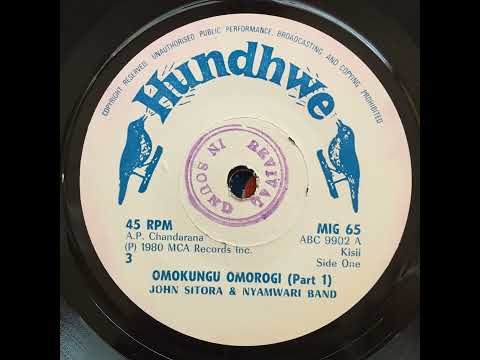 COPYRIGHT RESERVED. UNAUTHORISED PUBLIC PERFORMANCE, BROADCASTING AND COPYING PROHIBITED
Hundhwe
REVIVAL IN SOUND
45 RPM
A.P. Chandarana
(P) 1980 MCA Records Inc.
3
MIG 65
ABC 9902 A
Kisii
Side One
OMOKUNGU OMOROGI (Part 1)
JOHN SITORA & NYAMWARI BAND